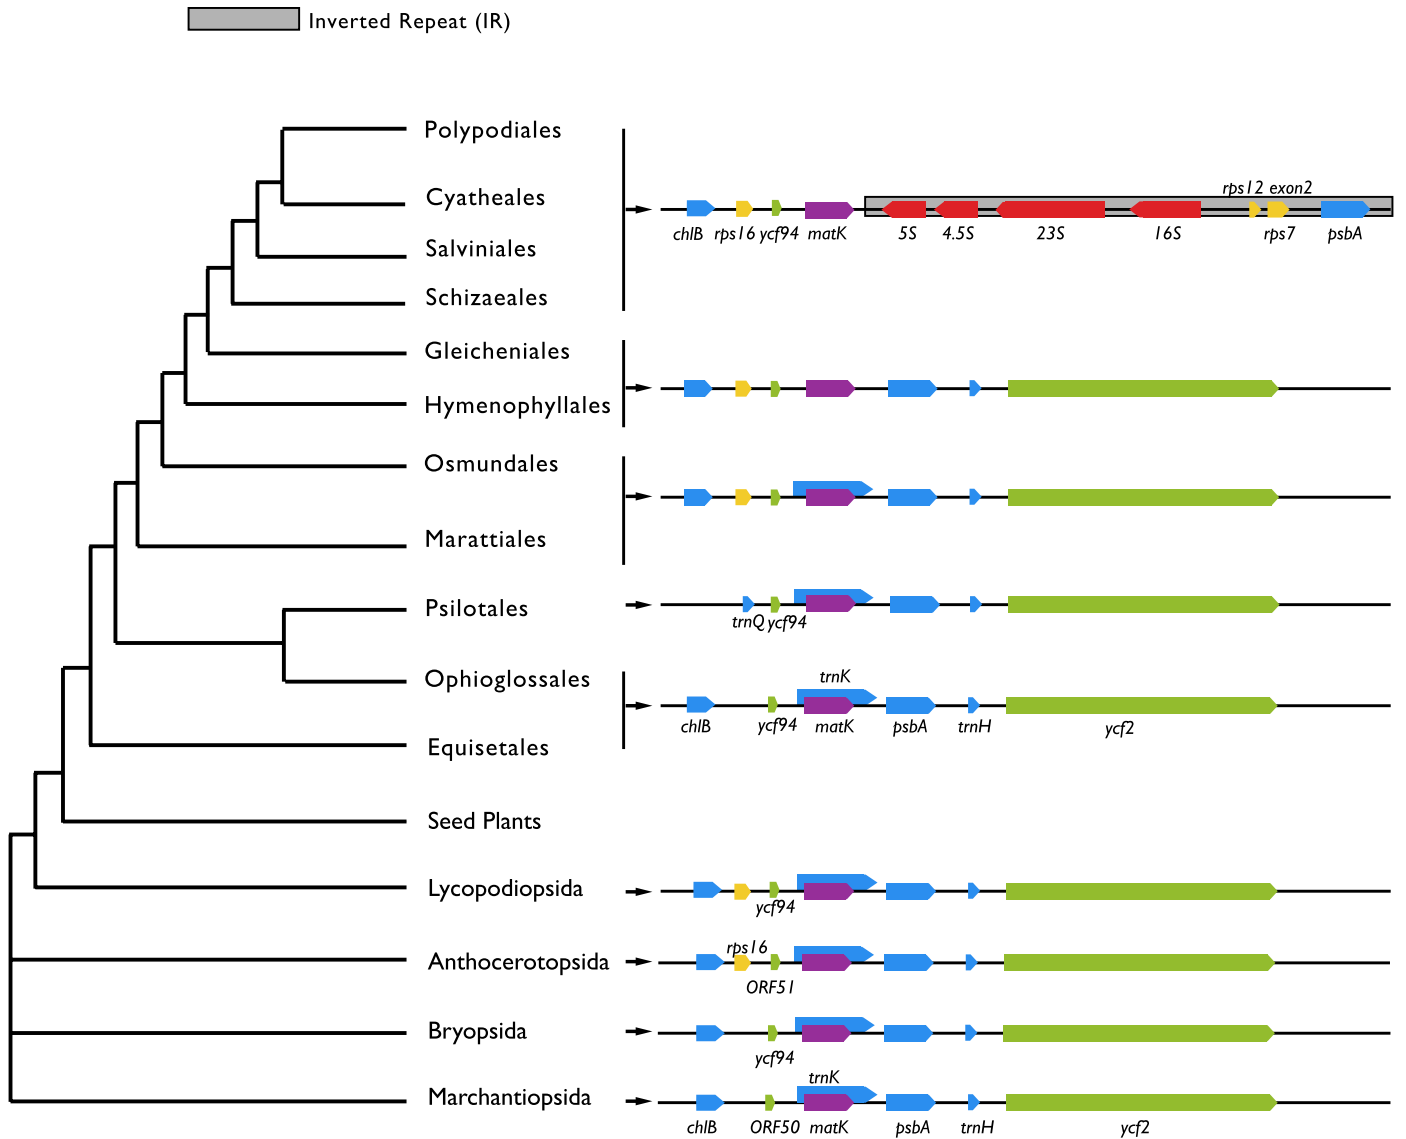 Inverted Repeat (IR)
Polypodiales
Cyatheales
rps12 exon2
chlB rps16 ycf94 matK 5S 4.5S 23S 16S rps7 psbA
Salviniales
Schizaeales
Gleicheniales
Hymenophyllales
Osmundales
Marattiales
Psilotales
trnQ ycf94
Ophioglossales
trnK
chlB ycf94 matK psbA trnH ycf2
Equisetales
Seed Plants
Lycopodiopsida
ycf94
rps16
Anthocerotopsida
ORF51
Bryopsida
ycf94
trnK
Marchantiopsida
chlB ORF50 matK psbA trnH ycf2